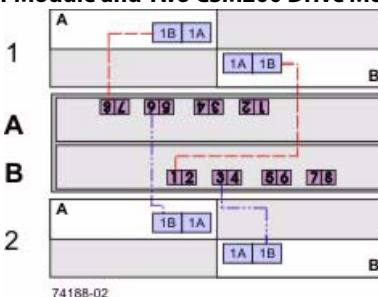 Module and Two CSM200 Drive
A
1B 1A
1
1A 1B
B
8 7 6 5 4 3 2 1
A
B
1 2 3 4 5 6 7 8
A
1B 1A
2
1A 1B
B
74188-02